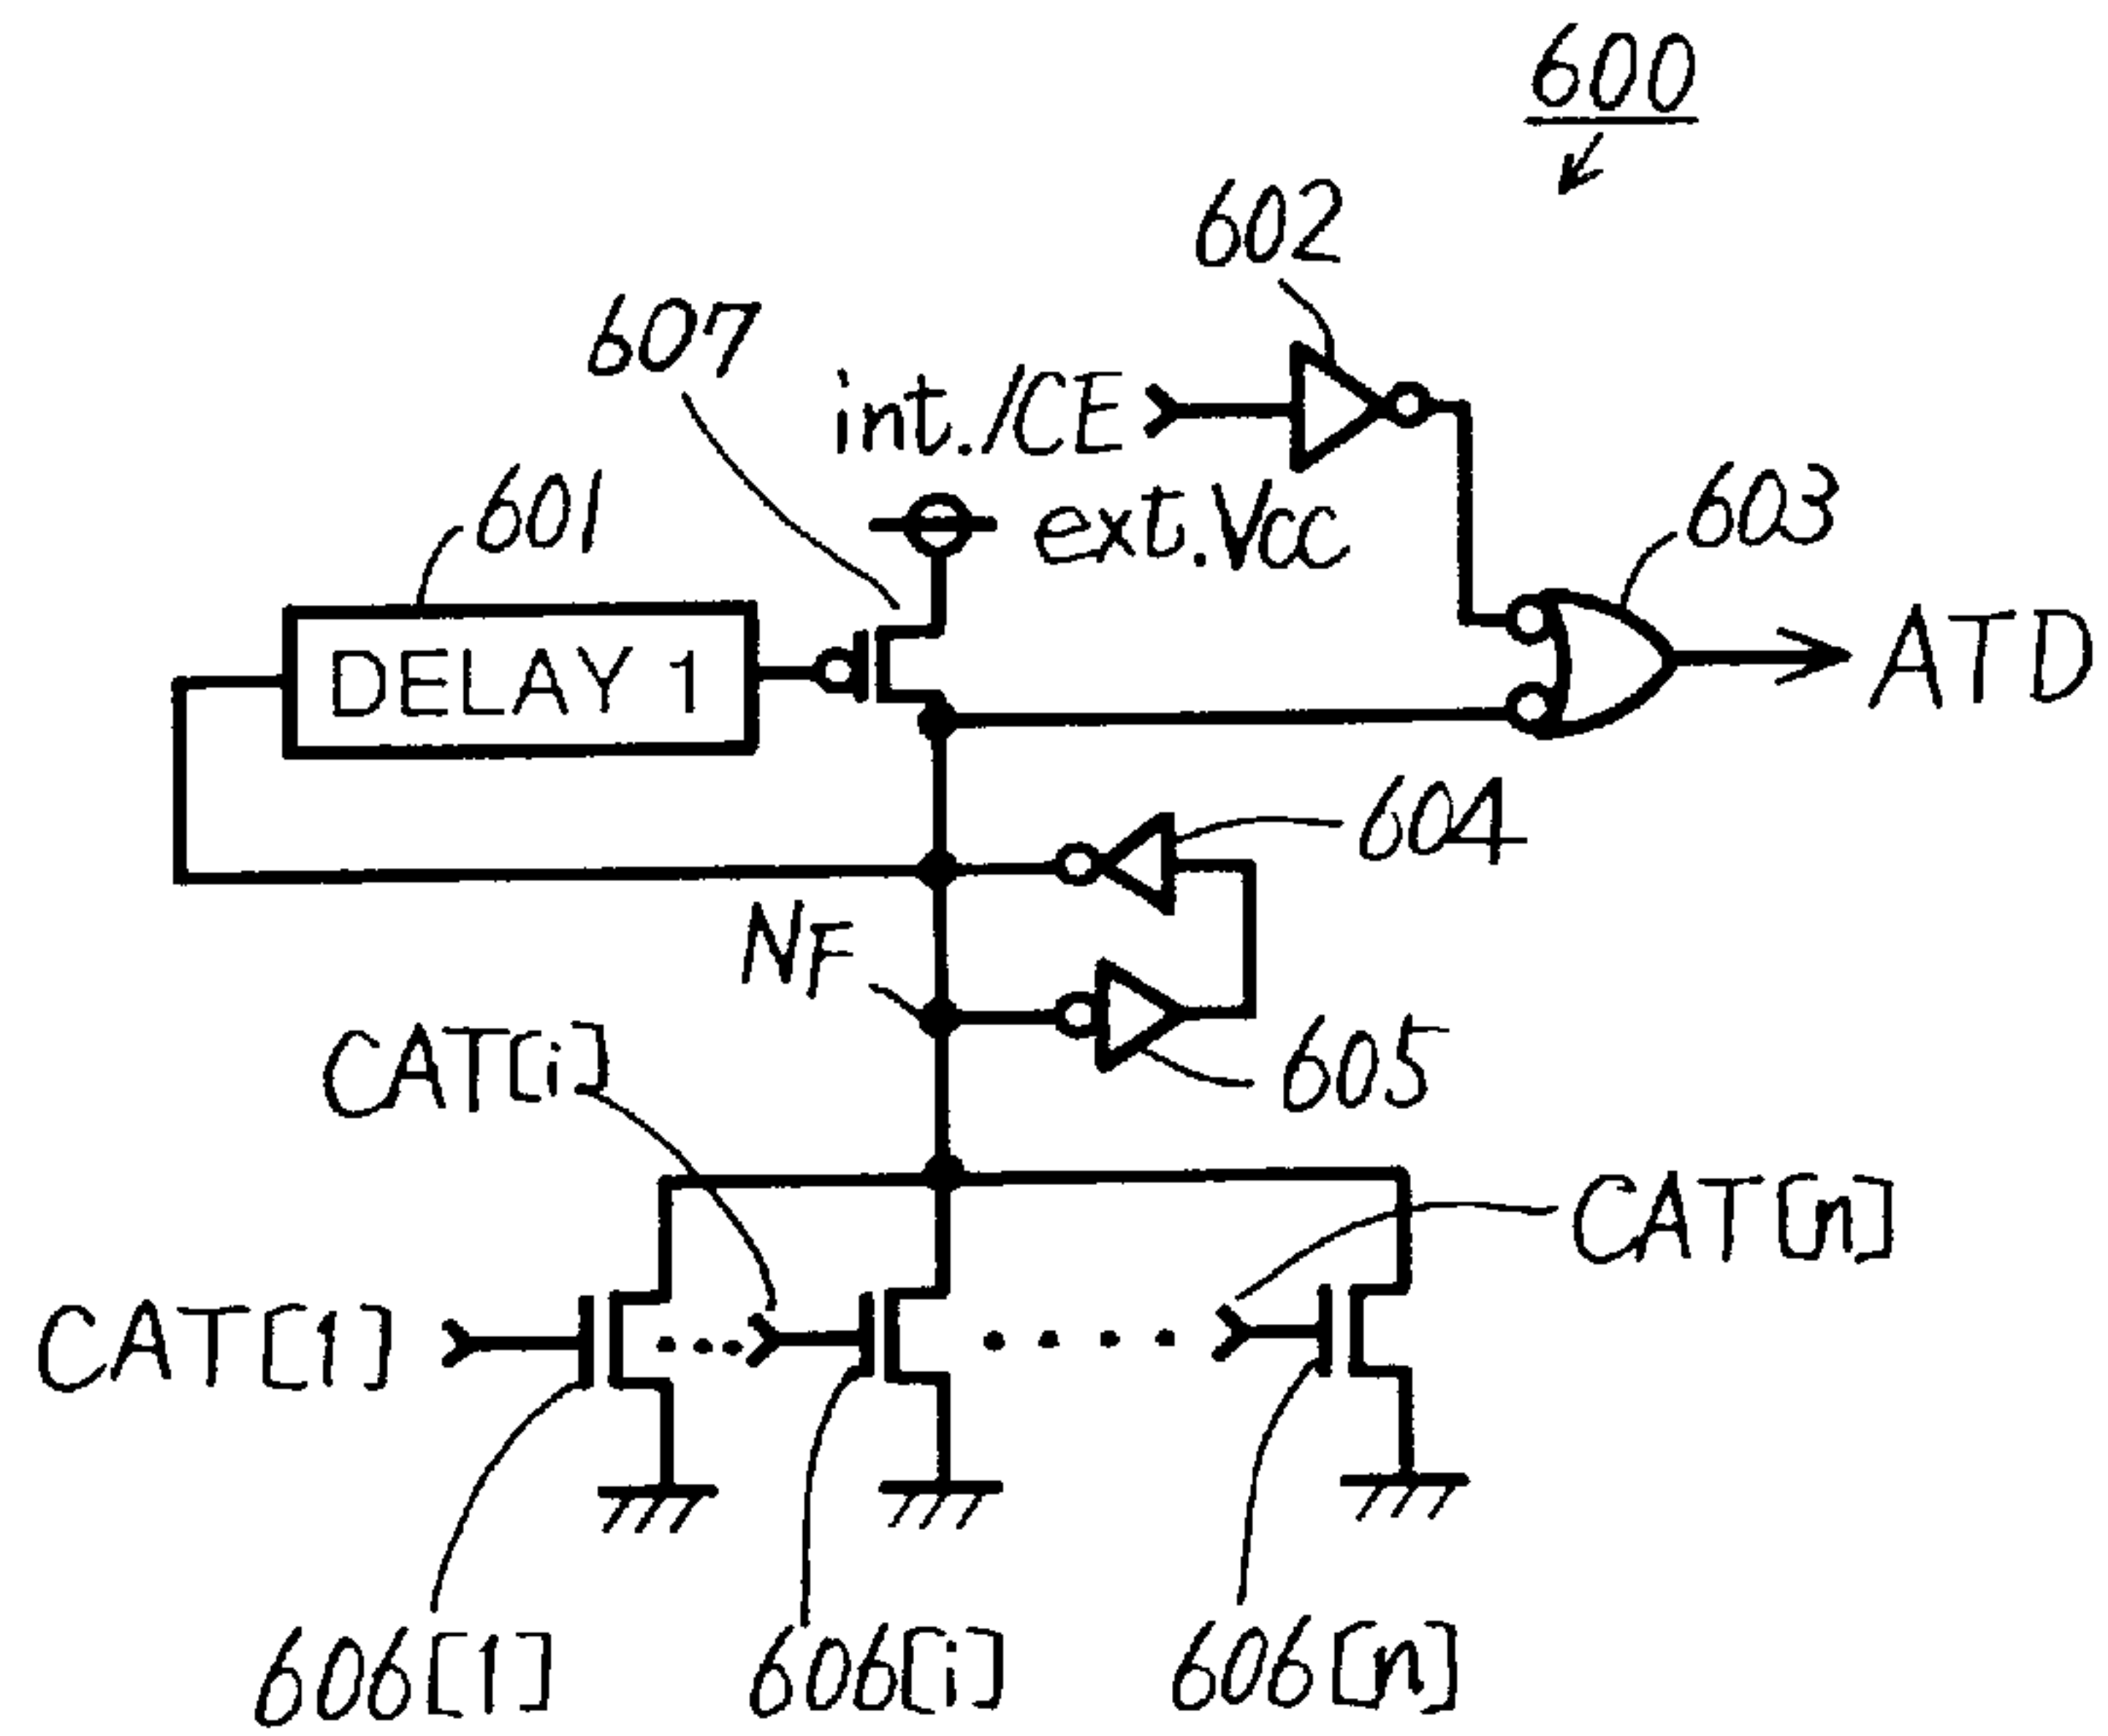 600
602
607
int./CE
601
ext.Vcc
603
DELAY 1
ATD
604
NF
CAT[i]
605
CAT[n]
CAT[1]
606[1]
606[i]
606[n]